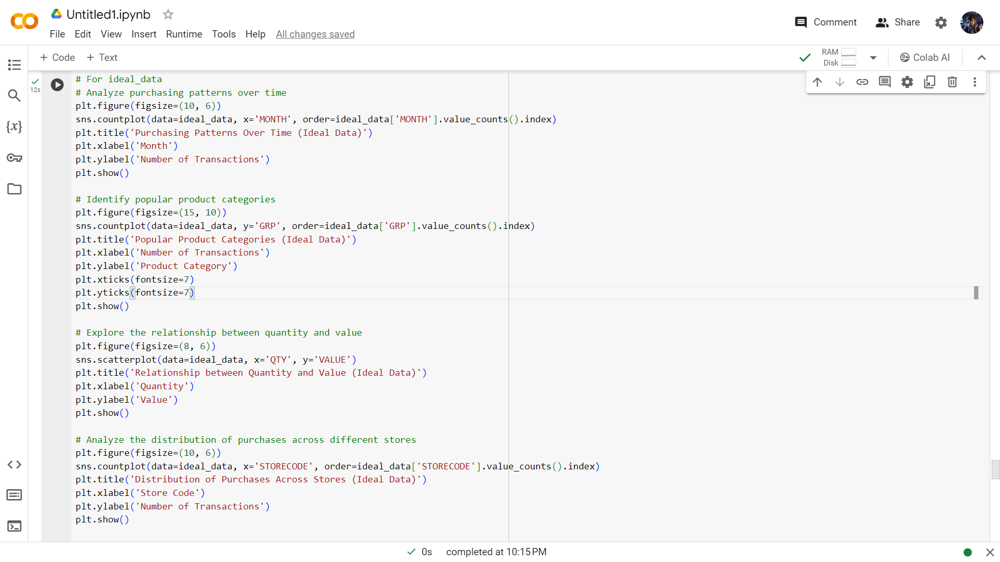 Untitled1.ipynb
File Edit View Insert Runtime Tools Help All changes saved
Comment Share
+ Code + Text
RAM
Disk
Colab AI
12s
# For ideal_data
# Analyze purchasing patterns over time
plt.figure(figsize=(10, 6))
sns.countplot(data=ideal_data, x='MONTH', order=ideal_data['MONTH'].value_counts().index)
plt.title('Purchasing Patterns Over Time (Ideal Data)')
plt.xlabel('Month')
plt.ylabel('Number of Transactions')
plt.show()
# Identify popular product categories
plt.figure(figsize=(15, 10))
sns.countplot(data=ideal_data, y='GRP', order=ideal_data['GRP'].value_counts().index)
plt.title('Popular Product Categories (Ideal Data)')
plt.xlabel('Number of Transactions')
plt.ylabel('Product Category')
plt.xticks(fontsize=7)
plt.yticks(fontsize=7)
plt.show()
# Explore the relationship between quantity and value
plt.figure(figsize=(8, 6))
sns.scatterplot(data=ideal_data, x='QTY', y='VALUE')
plt.title('Relationship between Quantity and Value (Ideal Data)')
plt.xlabel('Quantity')
plt.ylabel('Value')
plt.show()
# Analyze the distribution of purchases across different stores
plt.figure(figsize=(10, 6))
sns.countplot(data=ideal_data, x='STORECODE', order=ideal_data['STORECODE'].value_counts().index)
plt.title('Distribution of Purchases Across Stores (Ideal Data)')
plt.xlabel('Store Code')
plt.ylabel('Number of Transactions')
plt.show()
0s completed at 10:15 PM